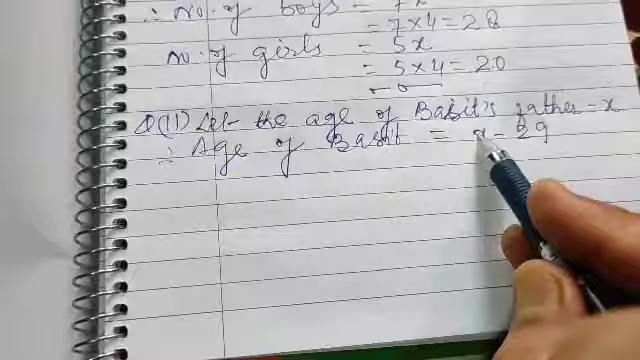 ∴ No. of boys = 7x
= 7×4 = 28
No. of girls = 5x
= 5×4 = 20
Q(11) Let the age of Basit's father = x
∴ Age of Basit = x - 29